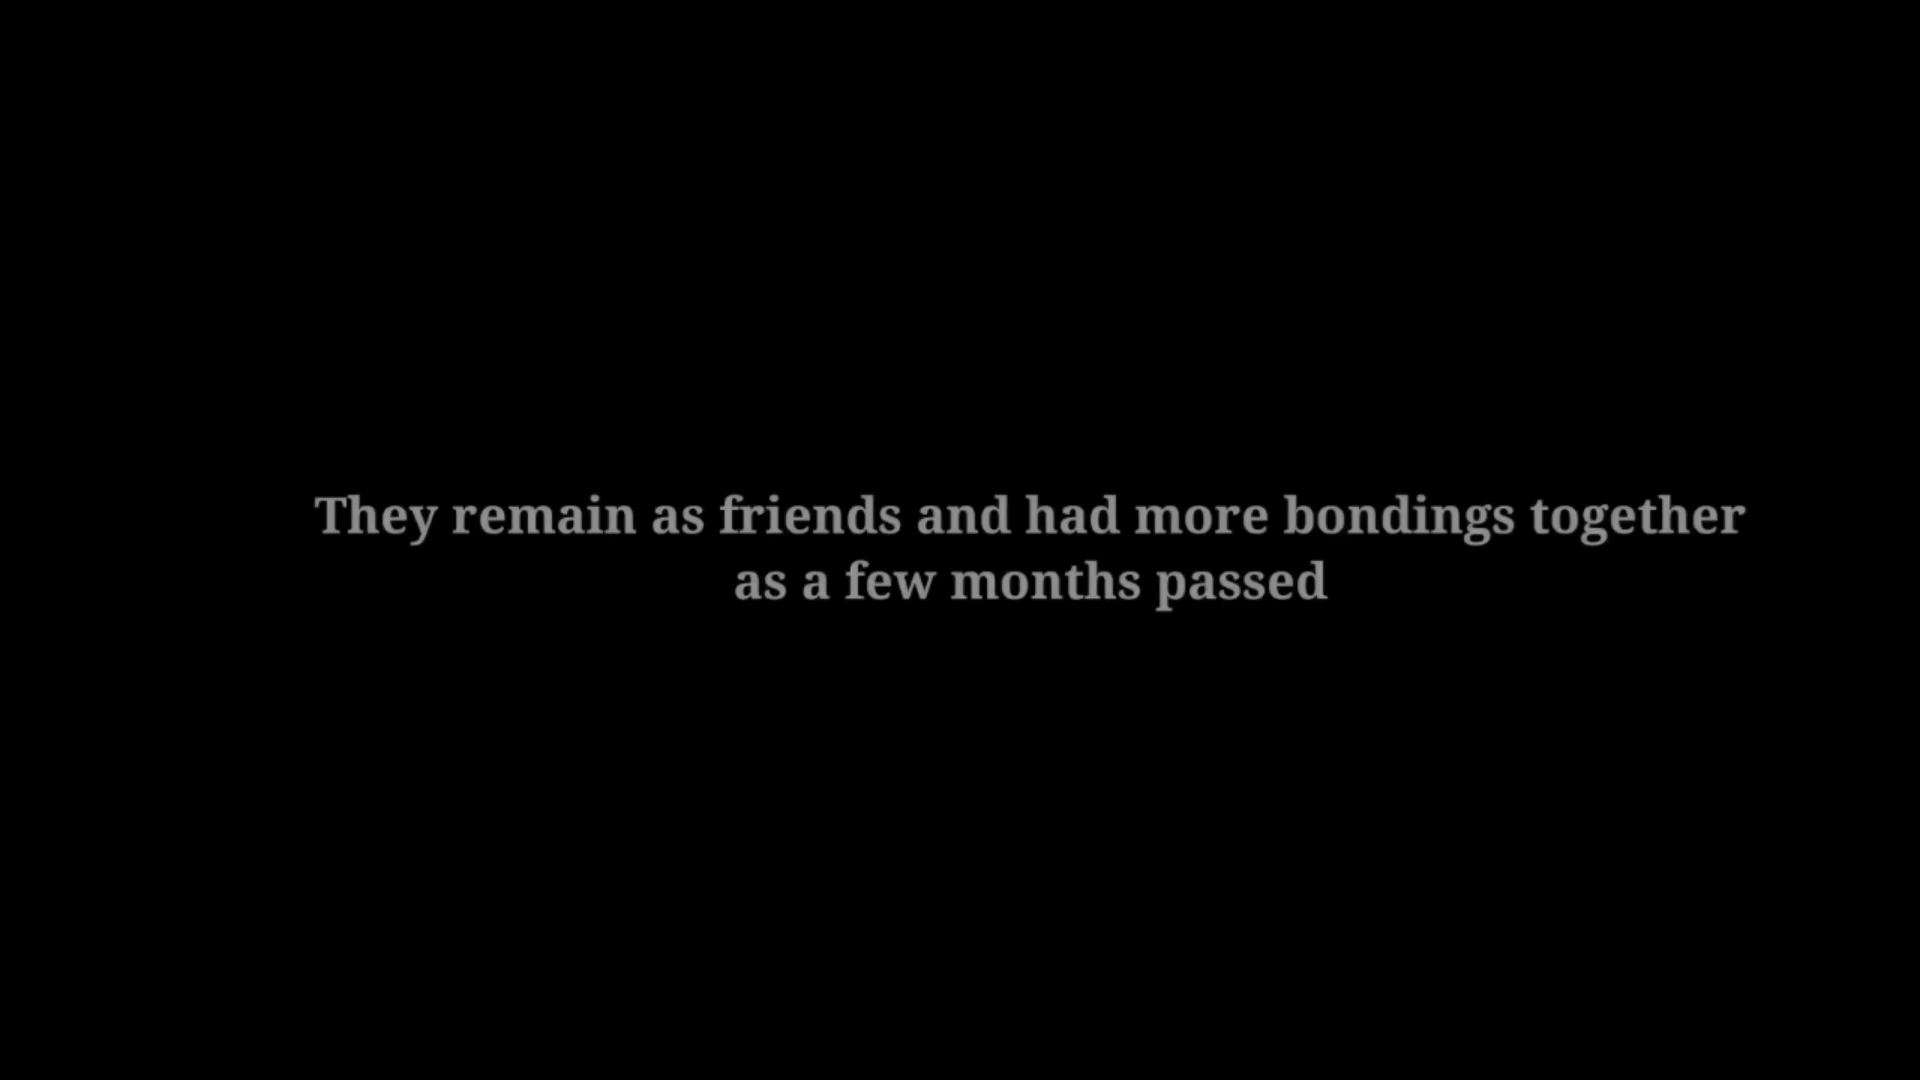 They remain as friends and had more bondings together
as a few months passed